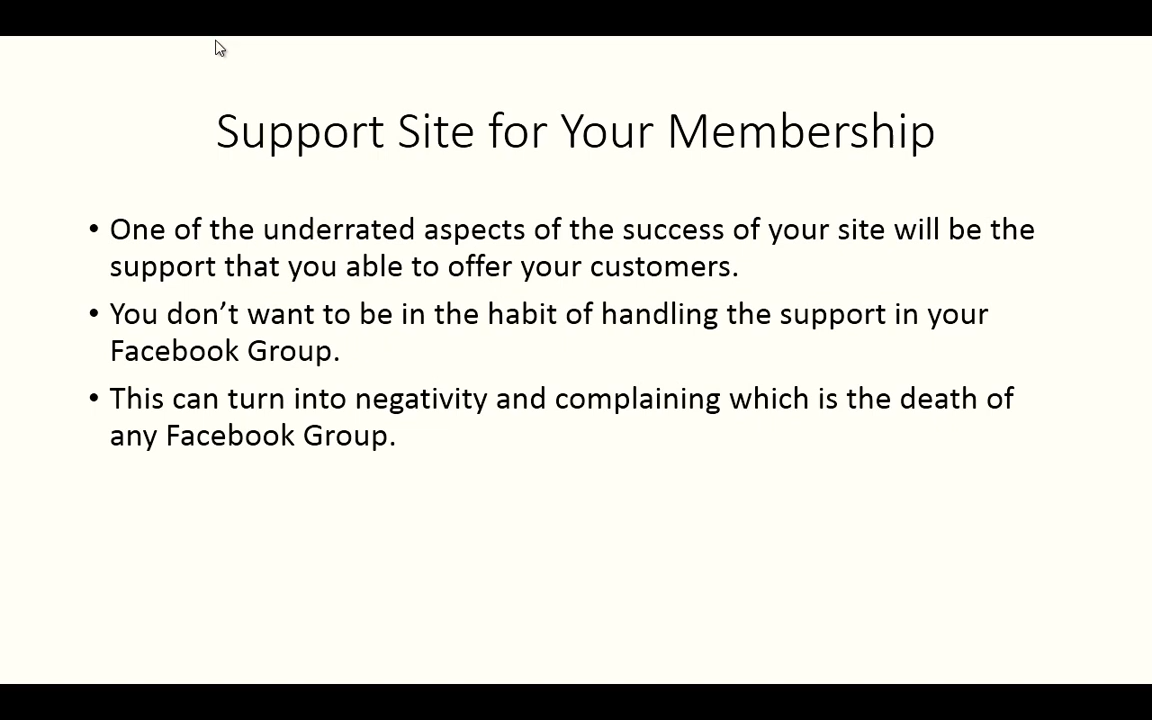 Support Site for Your Membership
• One of the underrated aspects of the success of your site will be the
support that you able to offer your customers.
• You don’t want to be in the habit of handling the support in your
Facebook Group.
• This can turn into negativity and complaining which is the death of
any Facebook Group.